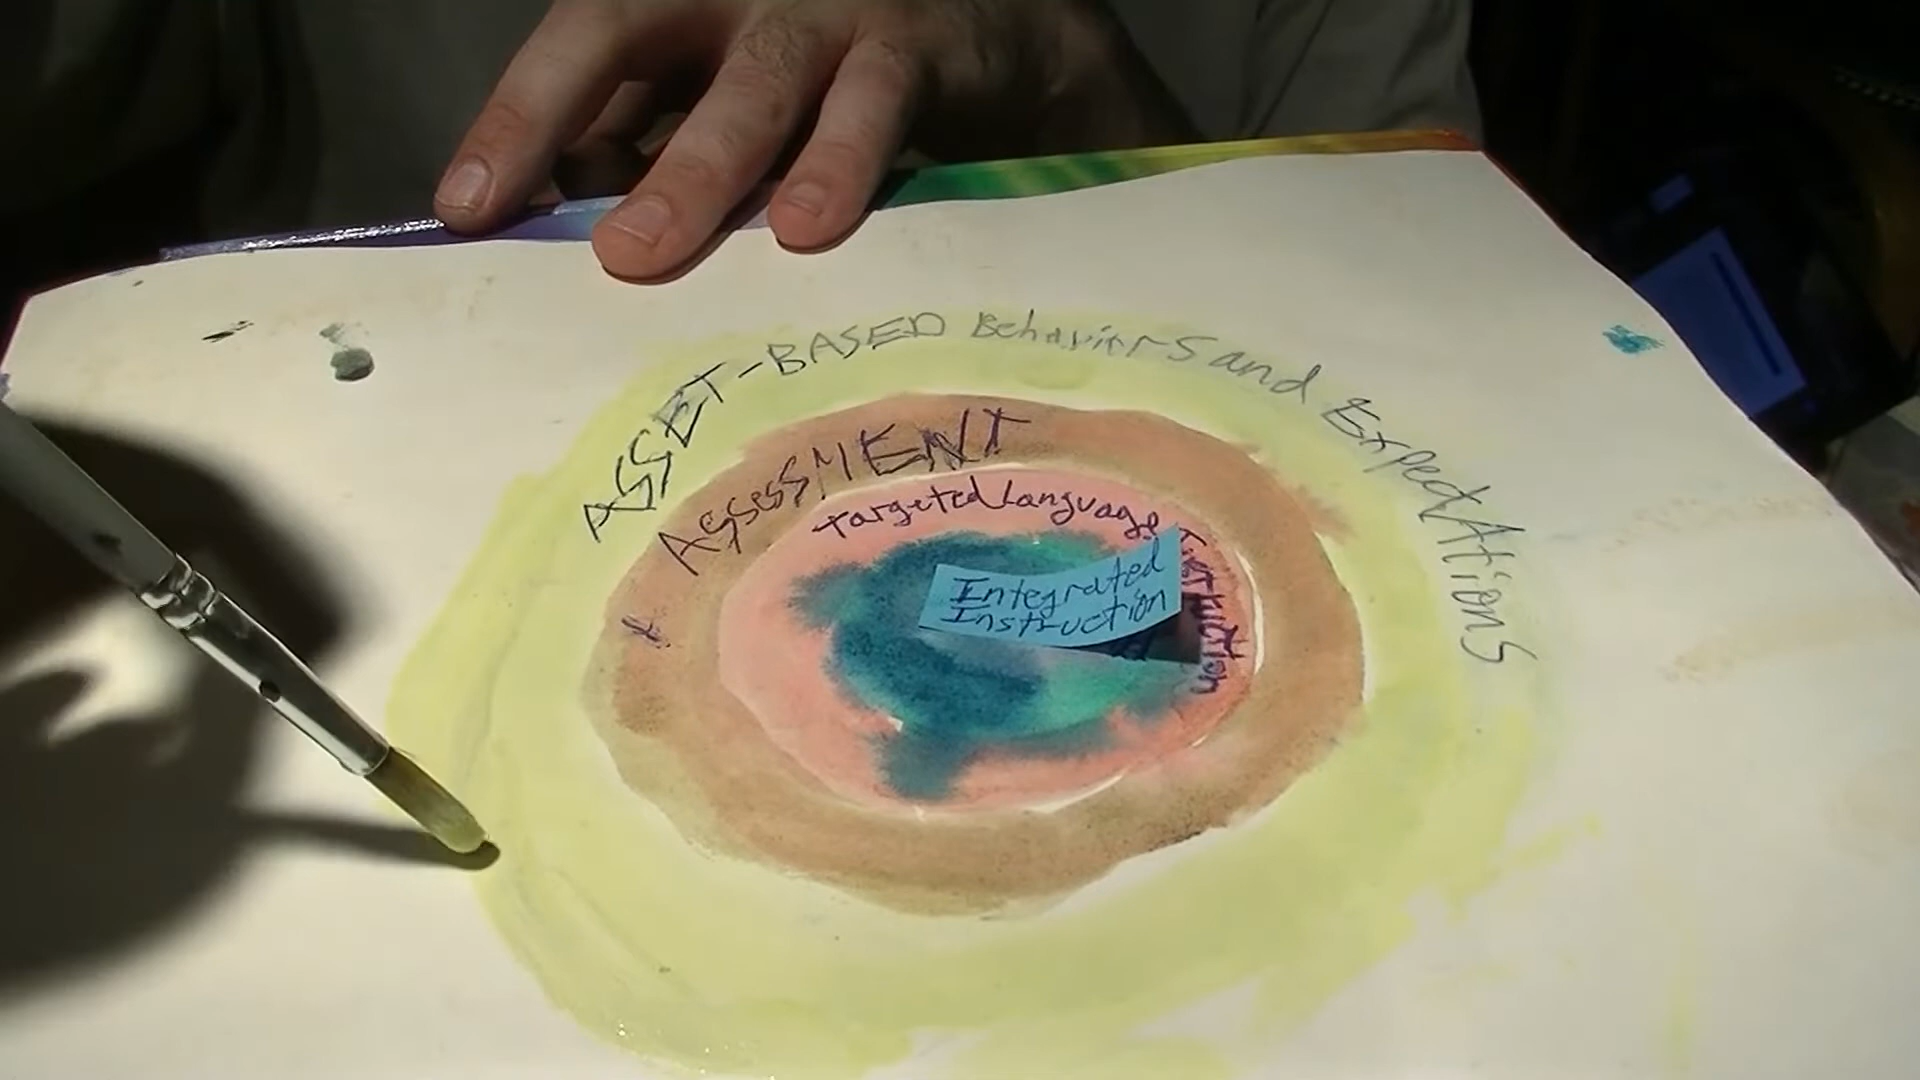 ASSET-BASED Behaviors and ExpectAtions
AssessMENT
Targeted Language Instruction
Integrated
Instruction